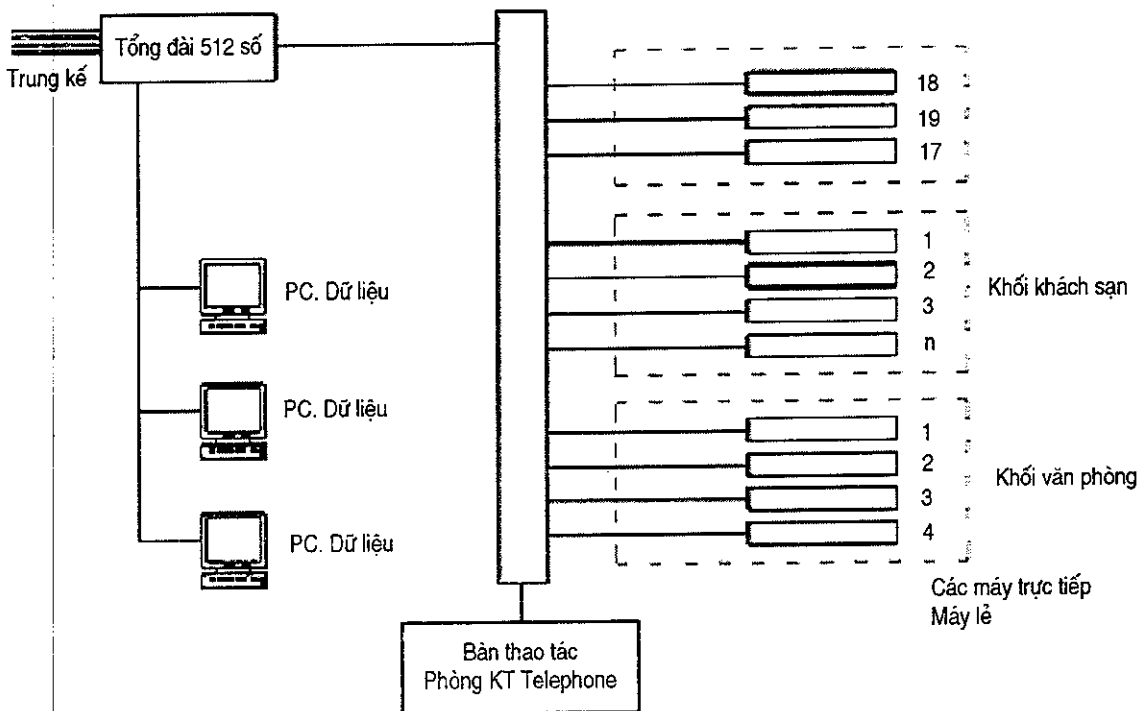 Tổng đài 512 số
Trung kế
18
19
17
1
2
3
n
Khối khách sạn
PC. Dữ liệu
PC. Dữ liệu
PC. Dữ liệu
1
2
3
4
Khối văn phòng
Các máy trực tiếp
Máy lẻ
Bàn thao tác
Phòng KT Telephone